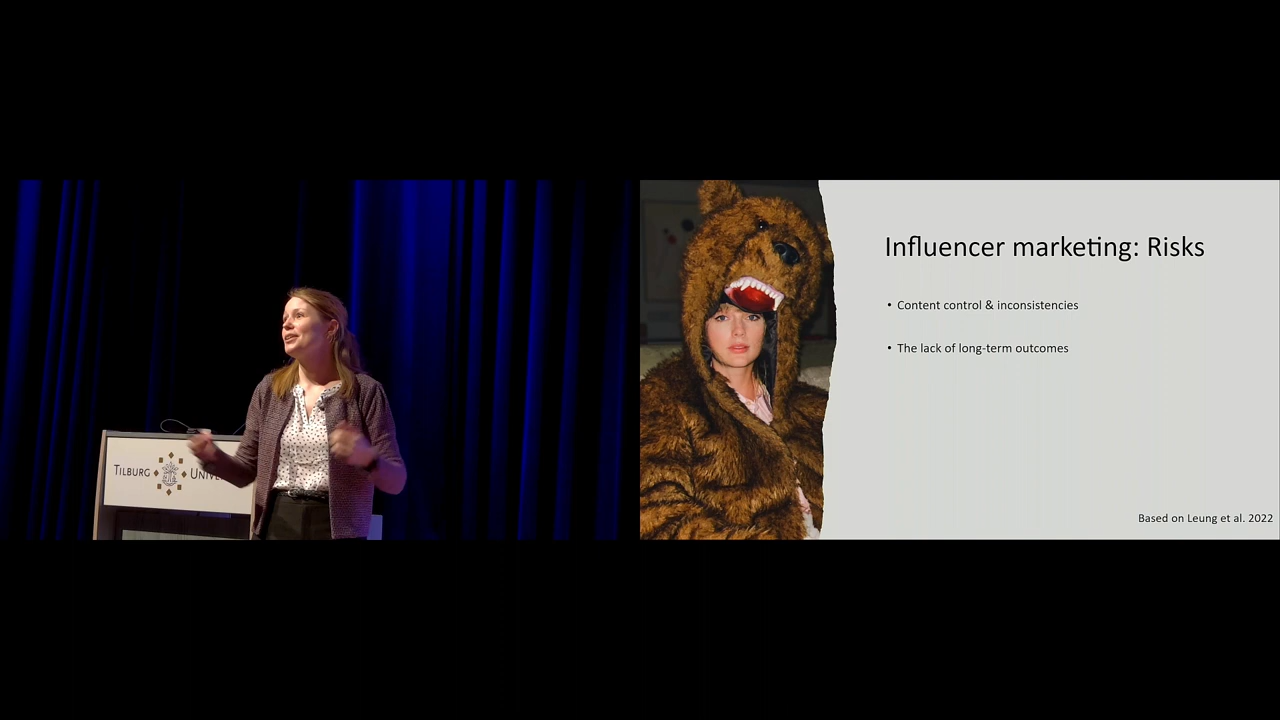 TILBURG
Influencer marketing: Risks
• Content control & inconsistencies
• The lack of long-term outcomes
Based on Leung et al. 2022